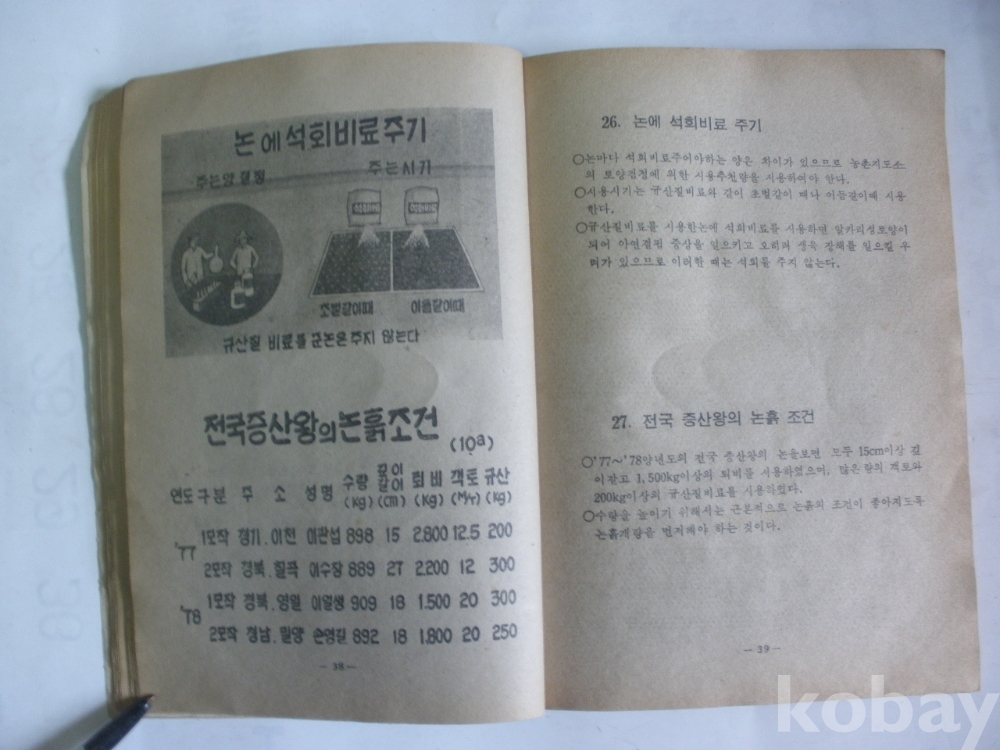 논에 석회비료주기
주는양 결정
주는시기
석회비료
석회비료
초벌갈이때
이듬갈이때
규산질 비료를 준논은 주지 않는다
전국증산왕의 논흙조건
(10a)
연도 구분 주 소 성명 수량(kg) 깊이갈이(cm) 퇴비(kg) 객토(M/T) 규산(kg)
'77
1모작 경기.이천 이관섭 898 15 2.800 12.5 200
2모작 경북.칠곡 이수장 889 27 2.200 12 300
'78
1모작 경북.영일 이열생 909 18 1.500 20 300
2모작 경남.밀양 손영길 892 18 1.800 20 250
— 38 —
26. 논에 석회비료 주기
○논마다 석회비료주어야하는 양은 차이가 있으므로 농촌지도소
의 토양검정에 의한 시용추천량을 시용하여야 한다.
○시용시기는 규산질비료와 같이 초벌갈이 때나 이듬갈이때 시용
한다.
○규산질비료를 시용한논에 석회비료를 시용하면 알카리성토양이
되어 아연결핍 증상을 일으키고 오히려 생육 장해를 일으킬 우
려가 있으므로 이러한 때는 석회를 주지 않는다.
27. 전국 증산왕의 논흙 조건
○'77～'78양년도의 전국 증산왕의 논을보면 모두 15cm이상 깊
이갈고 1,500kg이상의 퇴비를 시용하였으며, 많은량의 객토와
200kg이상의 규산질비료를 시용하였다.
○수량을 높이기 위해서는 근본적으로 논흙의 조건이 좋아지도록
논흙개량을 먼저해야 하는 것이다.
— 39 —
kobay